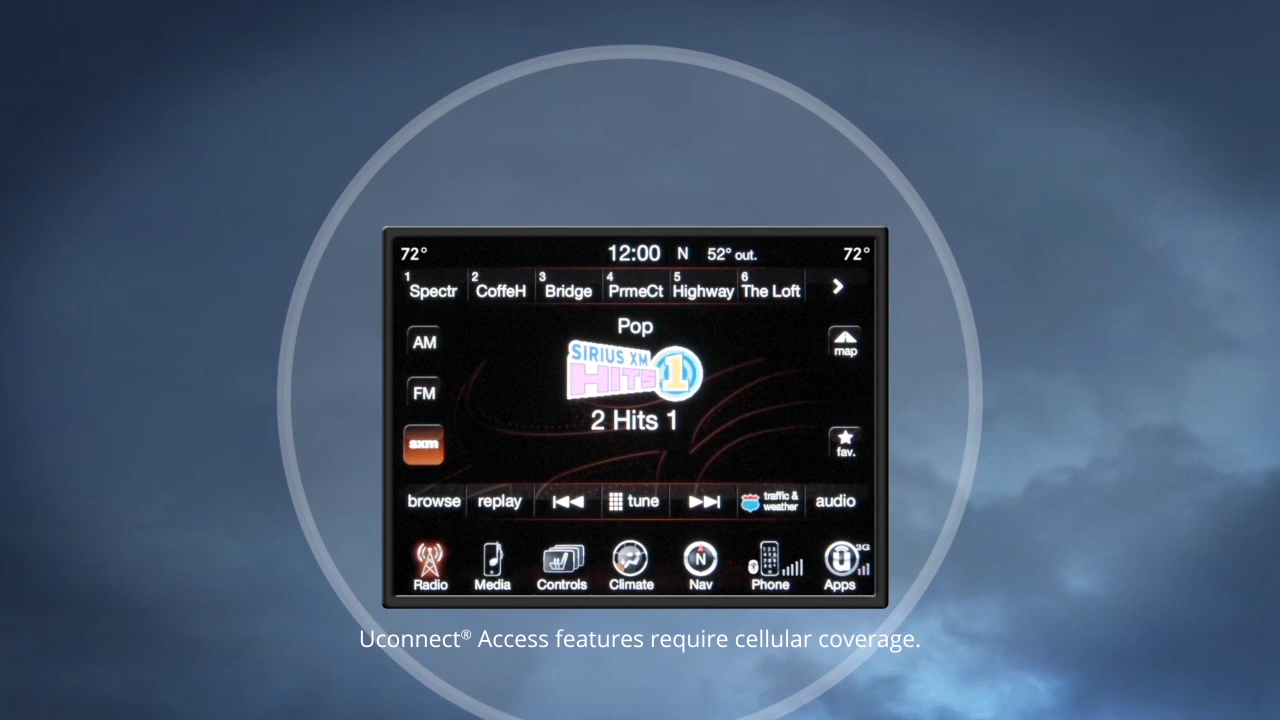 72° 12:00 N 52° out. 72°
1 Spectr 2 CoffeH 3 Bridge 4 PrmeCt 5 Highway 6 The Loft
Pop
AM
map
SIRIUS XM
HITS 1
FM
2 Hits 1
sxm
fav.
browse replay tune traffic & weather audio
3G
Radio Media Controls Climate Nav Phone Apps
Uconnect® Access features require cellular coverage.